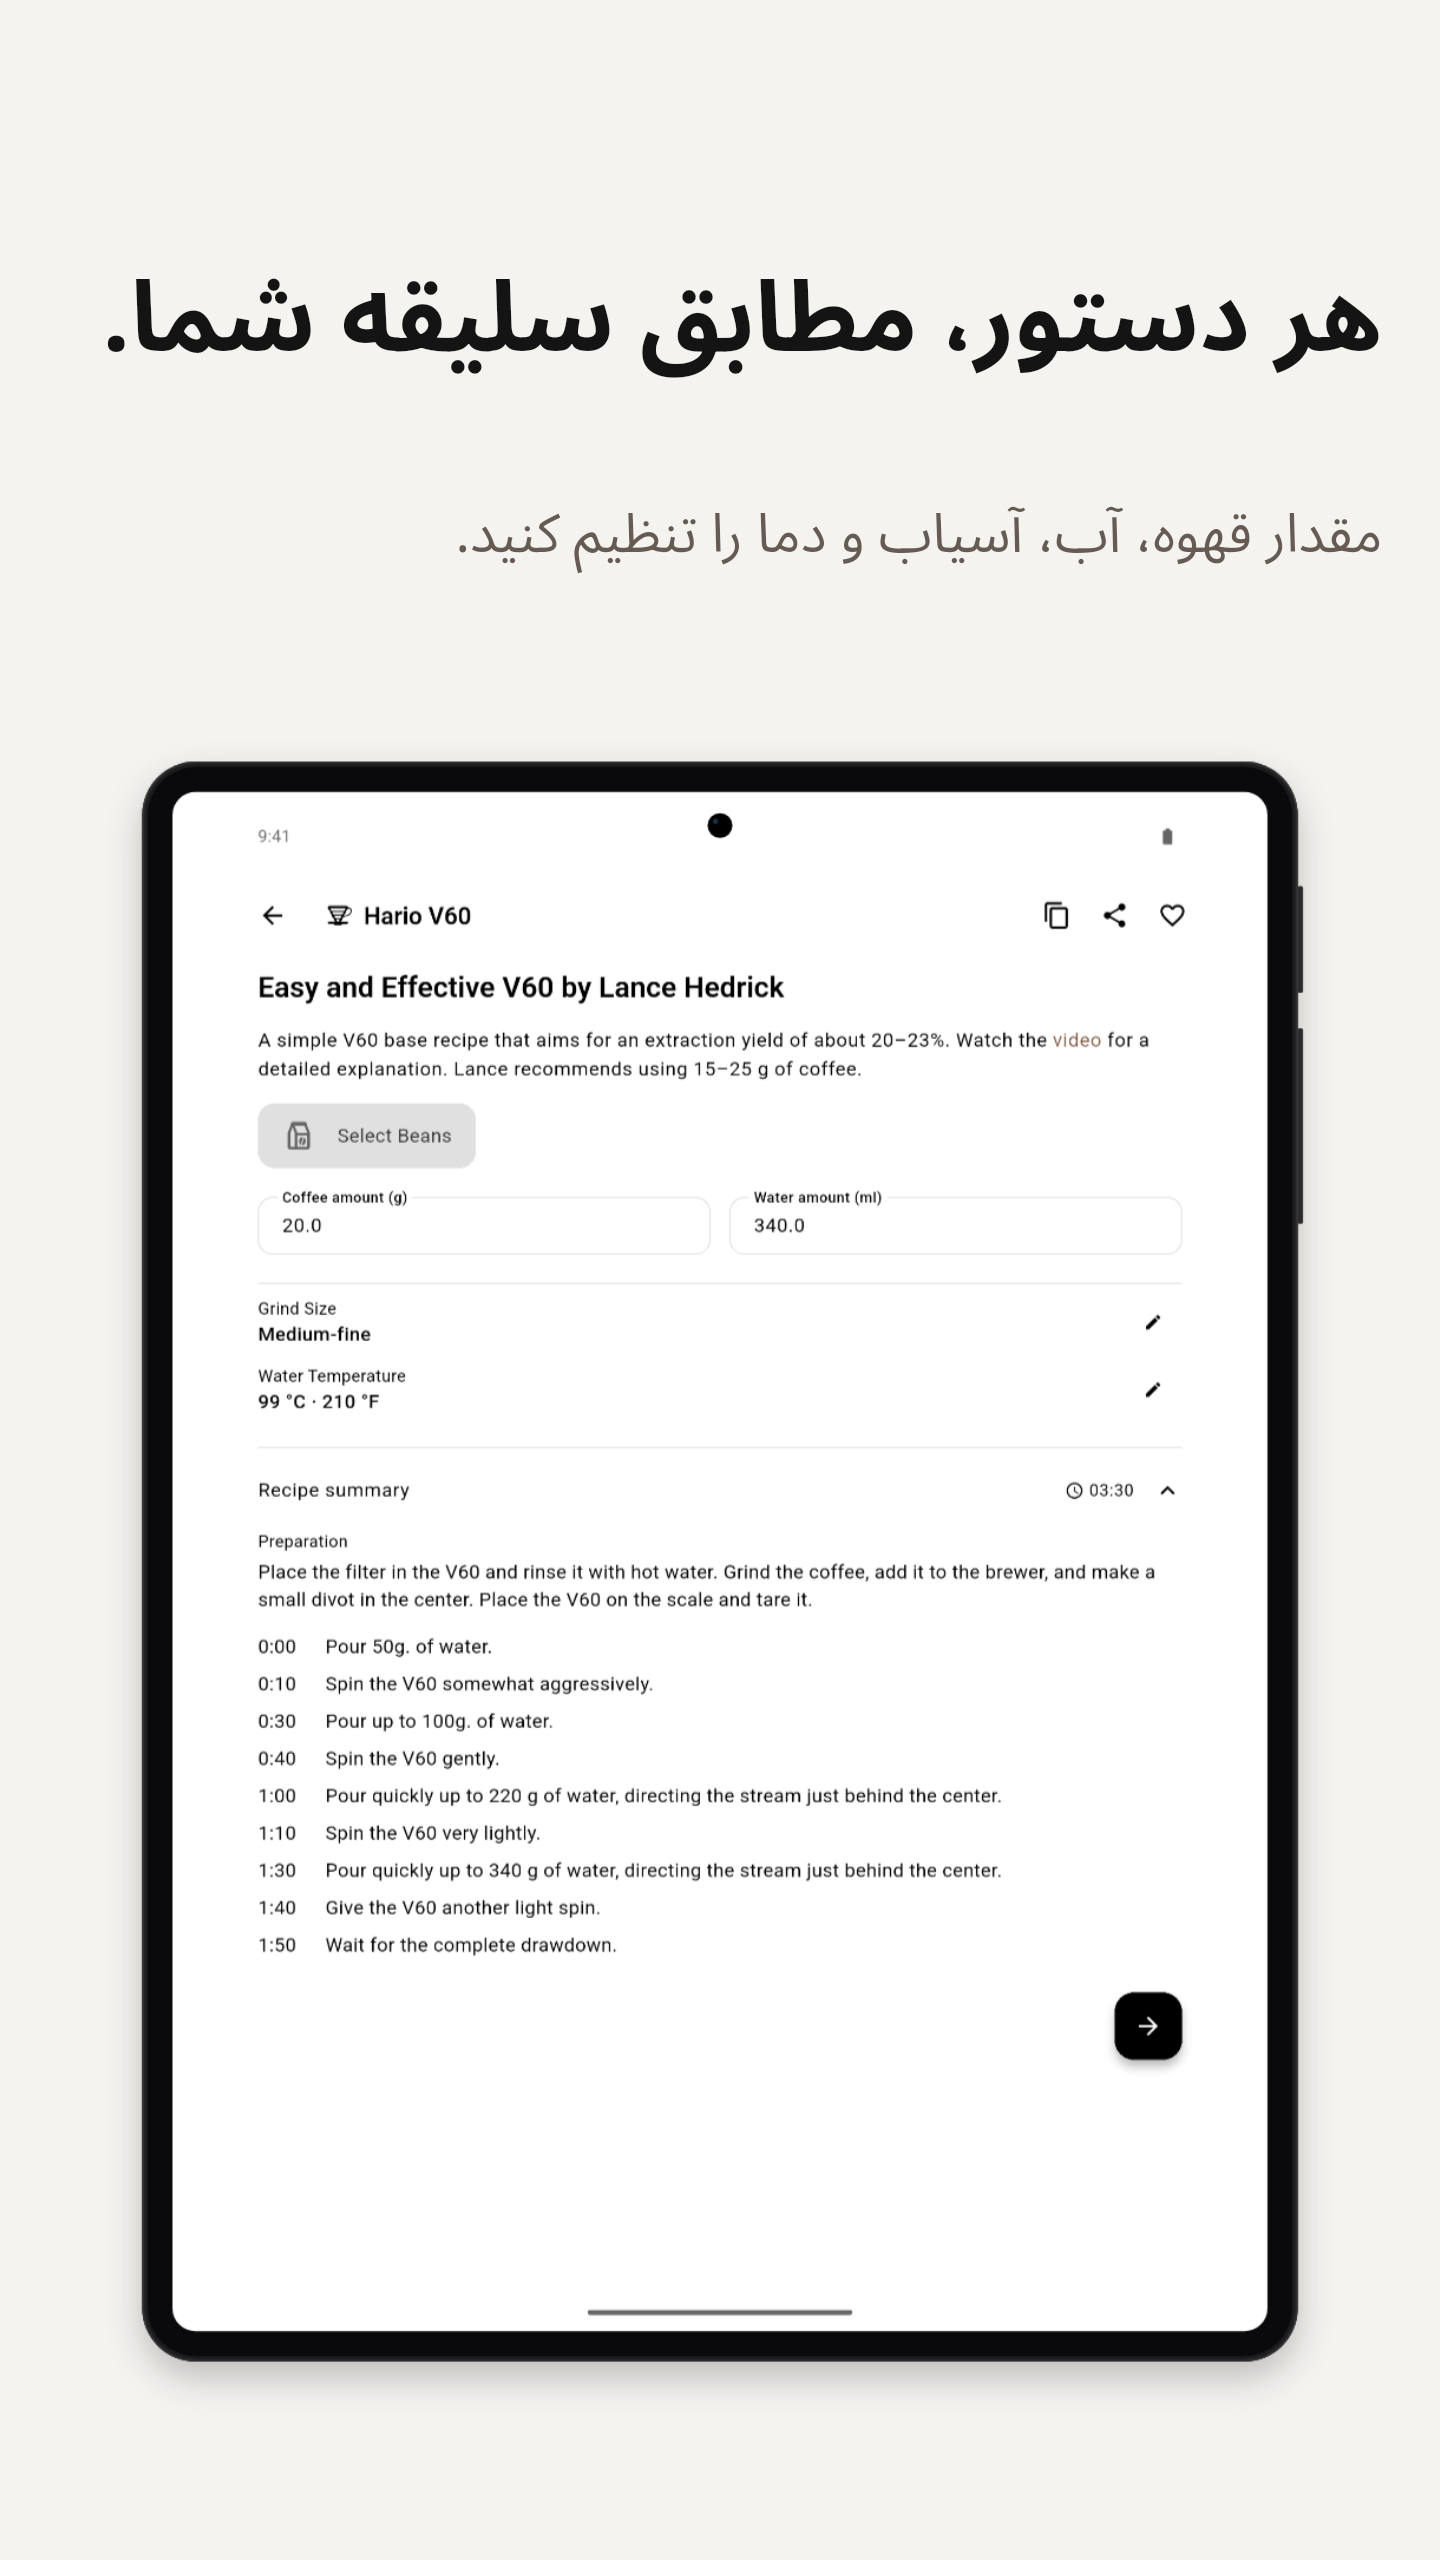 هر دستور، مطابق سلیقه شما.
مقدار قهوه، آب، آسیاب و دما را تنظیم کنید.
9:41
Hario V60
Easy and Effective V60 by Lance Hedrick
A simple V60 base recipe that aims for an extraction yield of about 20–23%. Watch the video for a
detailed explanation. Lance recommends using 15–25 g of coffee.
Select Beans
Coffee amount (g)
20.0
Water amount (ml)
340.0
Grind Size
Medium-fine
Water Temperature
99 °C · 210 °F
Recipe summary
03:30
Preparation
Place the filter in the V60 and rinse it with hot water. Grind the coffee, add it to the brewer, and make a
small divot in the center. Place the V60 on the scale and tare it.
0:00 Pour 50g. of water.
0:10 Spin the V60 somewhat aggressively.
0:30 Pour up to 100g. of water.
0:40 Spin the V60 gently.
1:00 Pour quickly up to 220 g of water, directing the stream just behind the center.
1:10 Spin the V60 very lightly.
1:30 Pour quickly up to 340 g of water, directing the stream just behind the center.
1:40 Give the V60 another light spin.
1:50 Wait for the complete drawdown.